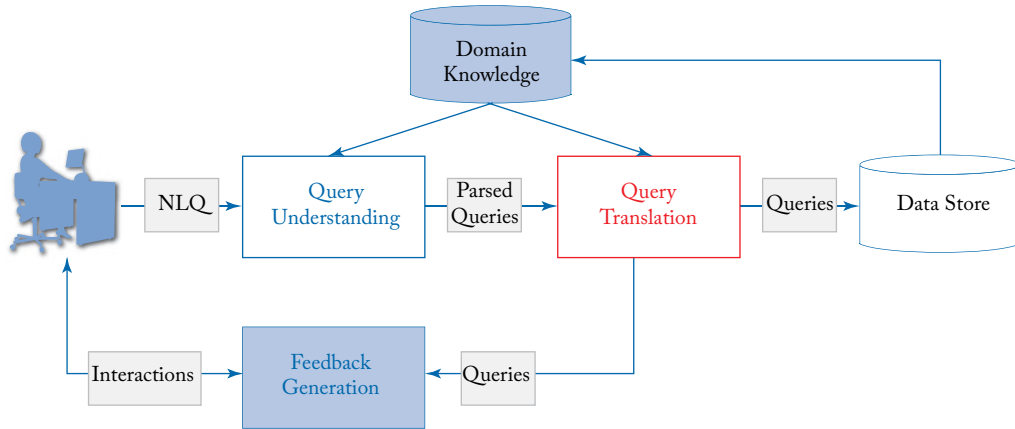 Domain
Knowledge
NLQ
Query
Understanding
Parsed
Queries
Query
Translation
Queries
Data Store
Interactions
Feedback
Generation
Queries